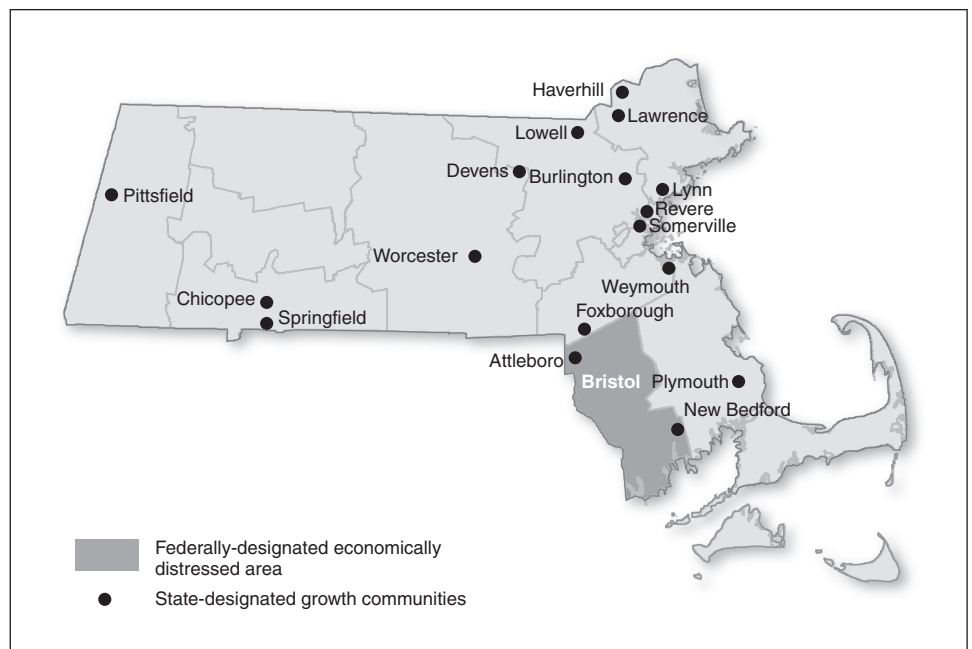 Haverhill
Lawrence
Lowell
Devens
Burlington
Pittsfield
Lynn
Revere
Somerville
Worcester
Weymouth
Chicopee
Springfield
Foxborough
Attleboro
Bristol
Plymouth
New Bedford
Federally-designated economically
distressed area
State-designated growth communities